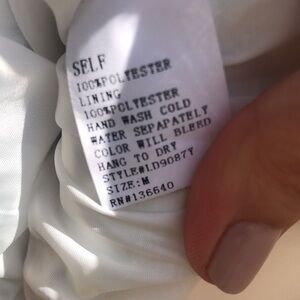 SELF
100%POLYESTER
LINING
100%POLYESTER
HAND WASH COLD
WATER SEPAPATELY
COLOR WILL BLEED
HANG TO DRY
STYLE#LD9087Y
SIZE:M
RN#136640